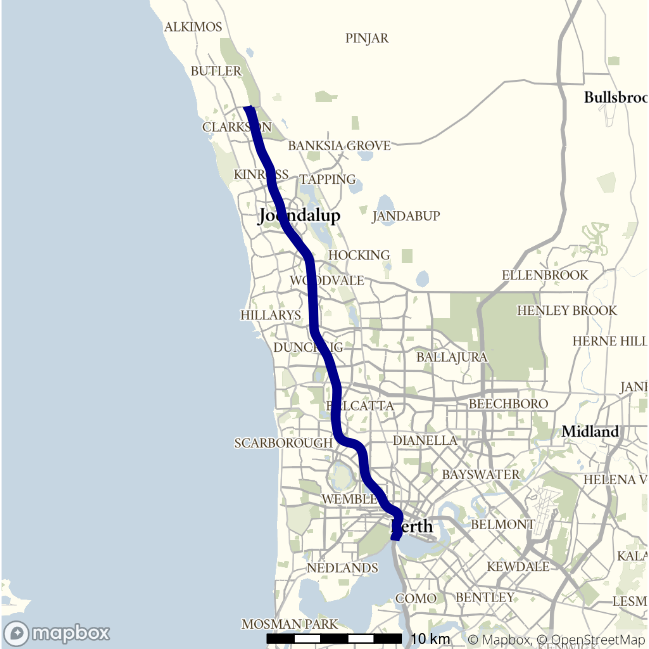 ALKIMOS
PINJAR
BUTLER
Bullsbroo
CLARKSON
BANKSIA GROVE
KINROSS
TAPPING
Joondalup
JANDABUP
HOCKING
ELLENBROOK
WOODVALE
HENLEY BROOK
HILLARYS
HERNE HILL
DUNCRAIG
BALLAJURA
JANE
BALCATTA
BEECHBORO
Midland
SCARBOROUGH
DIANELLA
BAYSWATER
HELENA V
WEMBLE
Perth
BELMONT
KALA
NEDLANDS
KEWDALE
COMO
BENTLEY
LESM
MOSMAN PARK
mapbox
10 km
© Mapbox, © OpenStreetMap